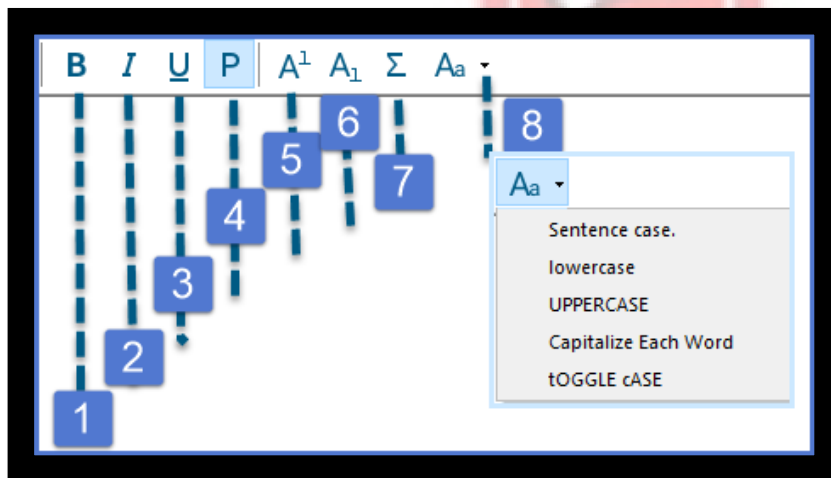 B I U P A¹ A₁ Σ Aa
8
6
5
7
Aa
4
Sentence case.
lowercase
3
UPPERCASE
Capitalize Each Word
2
tOGGLE cASE
1